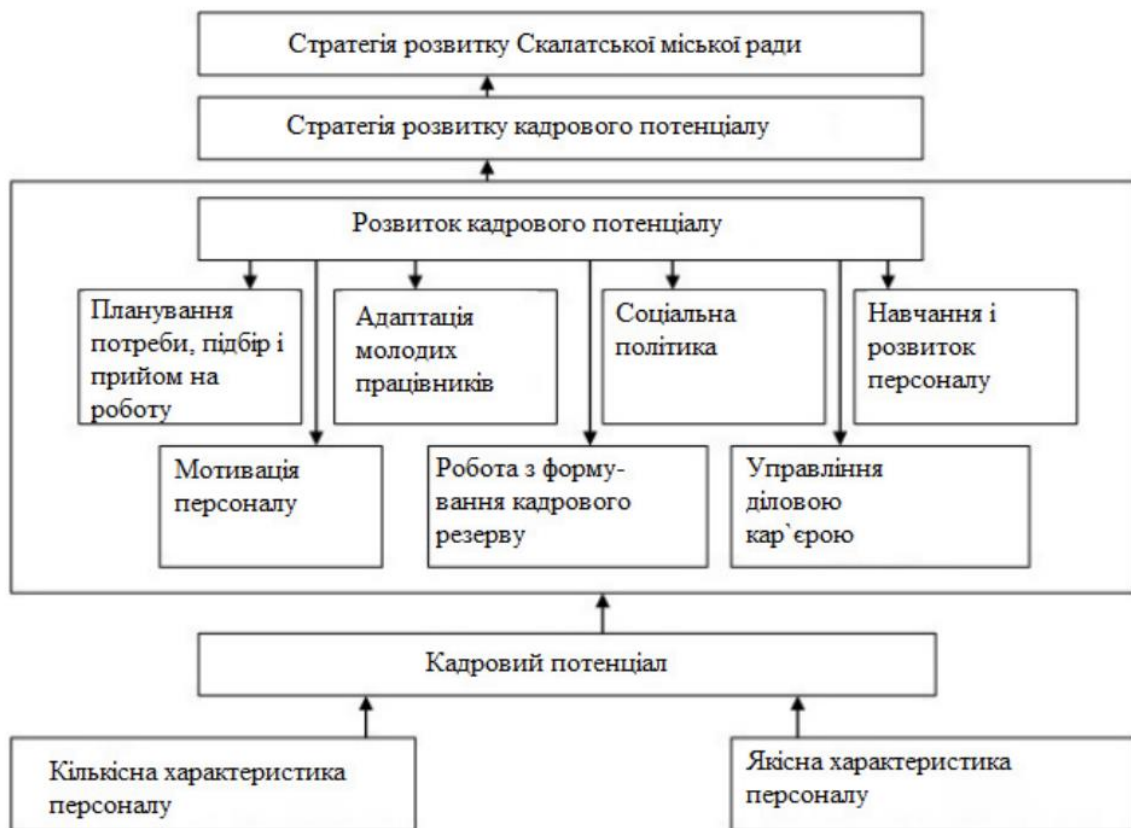 Стратегія розвитку Скалатської міської ради
Стратегія розвитку кадрового потенціалу
Розвиток кадрового потенціалу
Планування
потреби, підбір і
прийом на
роботу
Адаптація
молодих
працівників
Соціальна
політика
Навчання і
розвиток
персоналу
Мотивація
персоналу
Робота з форму-
вання кадрового
резерву
Управління
діловою
кар`єрою
Кадровий потенціал
Кількісна характеристика
персоналу
Якісна характеристика
персоналу